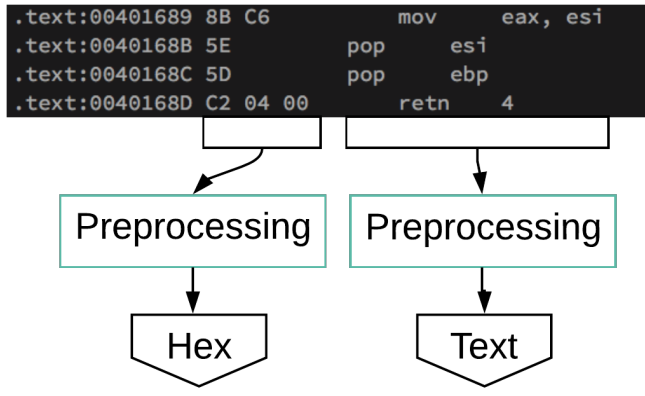 .text:00401689 8B C6 mov eax, esi
.text:0040168B 5E pop esi
.text:0040168C 5D pop ebp
.text:0040168D C2 04 00 retn 4
Preprocessing Preprocessing
Hex Text